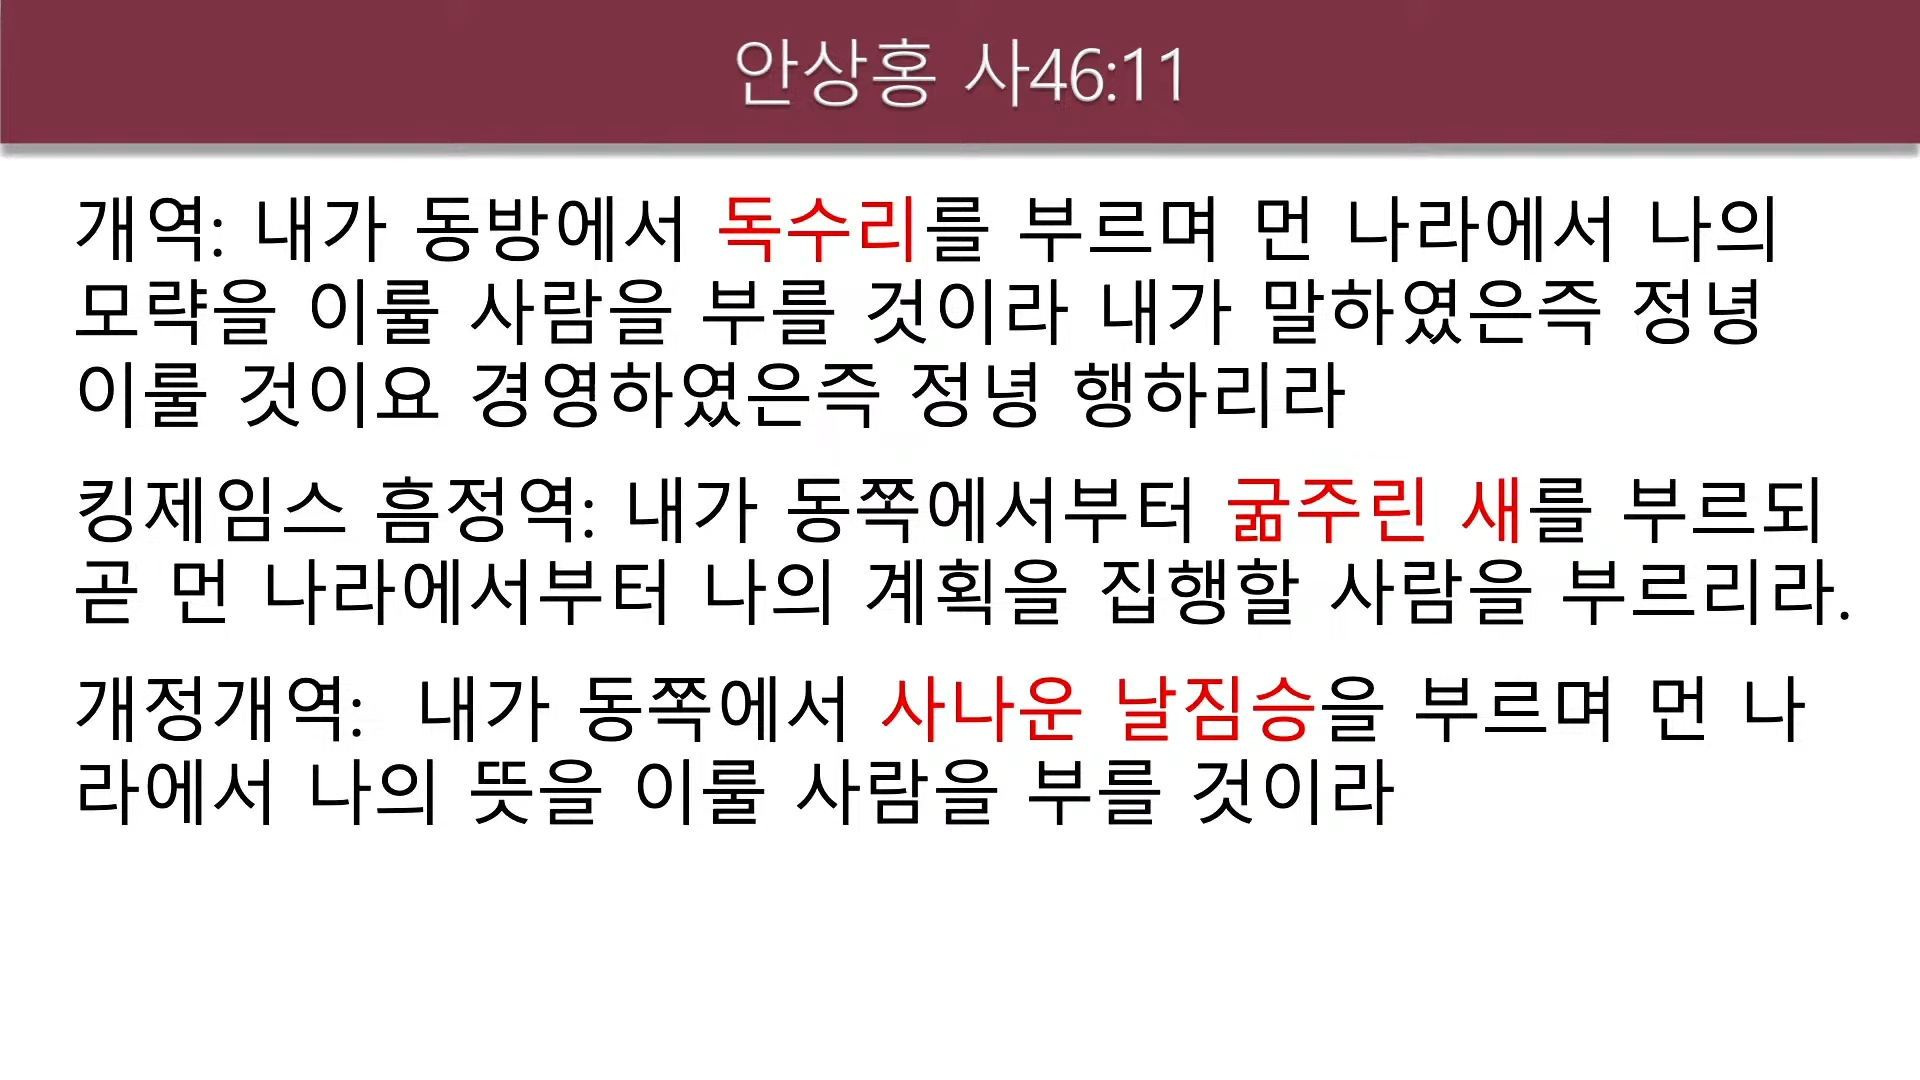 안상홍 사46:11
개역: 내가 동방에서 독수리를 부르며 먼 나라에서 나의
모략을 이룰 사람을 부를 것이라 내가 말하였은즉 정녕
이룰 것이요 경영하였은즉 정녕 행하리라
킹제임스 흠정역: 내가 동쪽에서부터 굶주린 새를 부르되
곧 먼 나라에서부터 나의 계획을 집행할 사람을 부르리라.
개정개역: 내가 동쪽에서 사나운 날짐승을 부르며 먼 나
라에서 나의 뜻을 이룰 사람을 부를 것이라